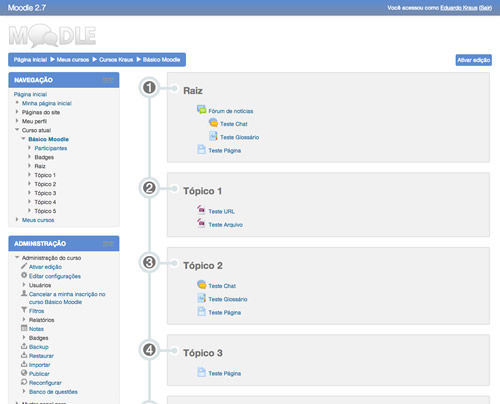 Moodle 2.7
Você acessou como Eduardo Kraus (Sair)
MOODLE
Página inicial ► Meus cursos ► Cursos Kraus ► Básico Moodle
Ativar edição
NAVEGAÇÃO
Página inicial
Minha página inicial
Páginas do site
Meu perfil
Curso atual
Básico Moodle
Participantes
Badges
Raiz
Tópico 1
Tópico 2
Tópico 3
Tópico 4
Tópico 5
Meus cursos
ADMINISTRAÇÃO
Administração do curso
Ativar edição
Editar configurações
Usuários
Cancelar a minha inscrição no
curso Básico Moodle
Filtros
Relatórios
Notas
Badges
Backup
Restaurar
Importar
Publicar
Reconfigurar
Banco de questões
1
Raiz
Fórum de notícias
Teste Chat
Teste Glossário
Teste Página
2
Tópico 1
Teste URL
Teste Arquivo
3
Tópico 2
Teste Chat
Teste Glossário
Teste Página
4
Tópico 3
Teste Página